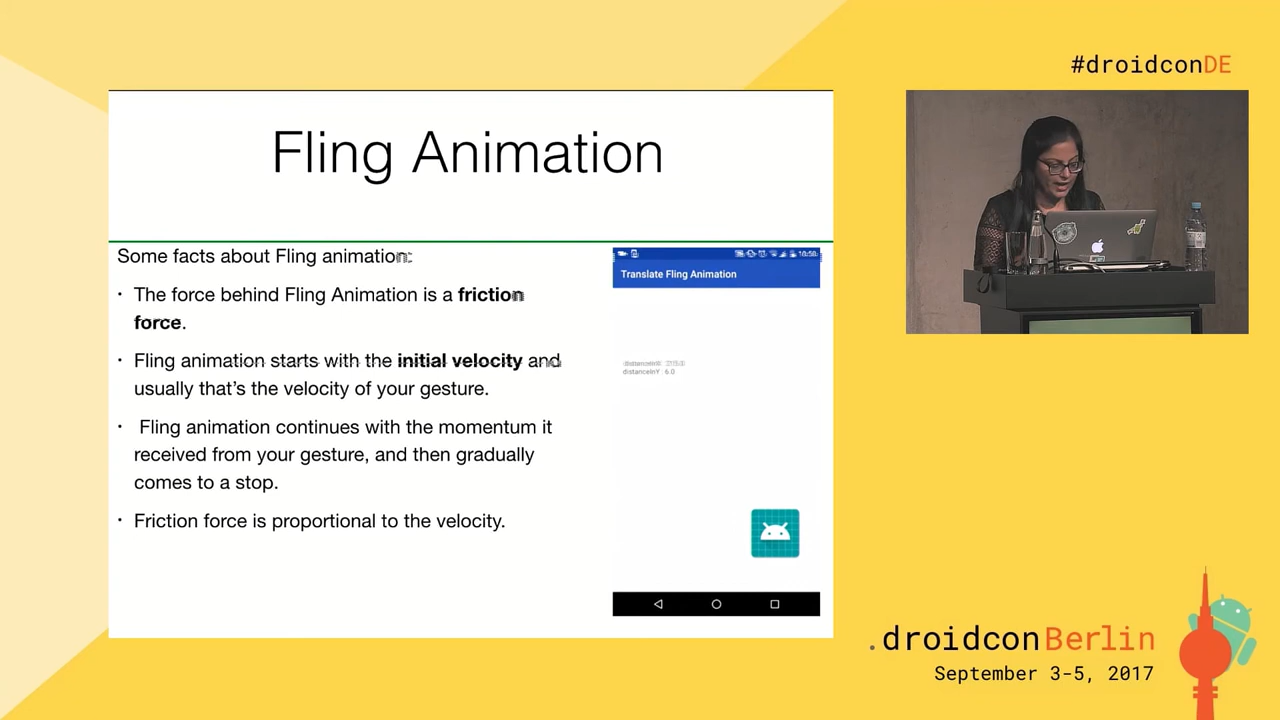 #droidconDE
Fling Animation
Some facts about Fling animation:
· The force behind Fling Animation is a friction
force.
· Fling animation starts with the initial velocity and
usually that's the velocity of your gesture.
· Fling animation continues with the momentum it
received from your gesture, and then gradually
comes to a stop.
· Friction force is proportional to the velocity.
10:50
Translate Fling Animation
distanceInY: 6.0
.droidconBerlin
September 3-5, 2017